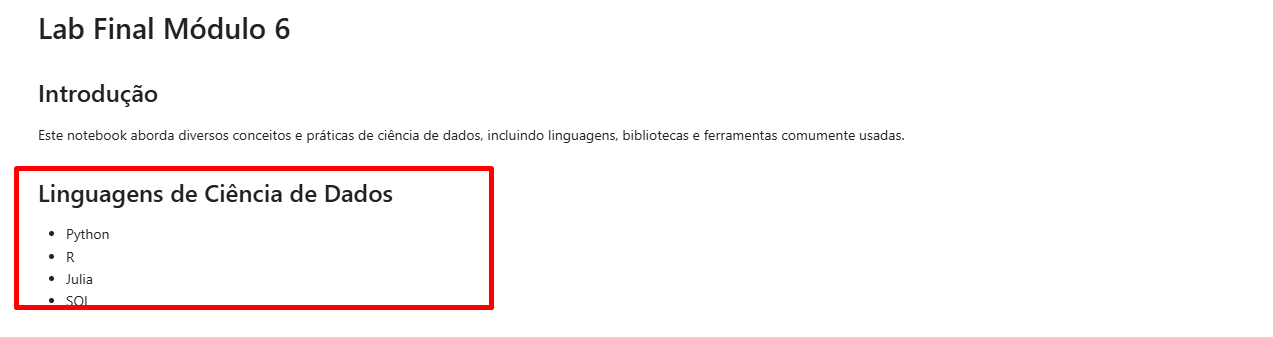 Lab Final Módulo 6
Introdução
Este notebook aborda diversos conceitos e práticas de ciência de dados, incluindo linguagens, bibliotecas e ferramentas comumente usadas.
Linguagens de Ciência de Dados
• Python
• R
• Julia
• SQL